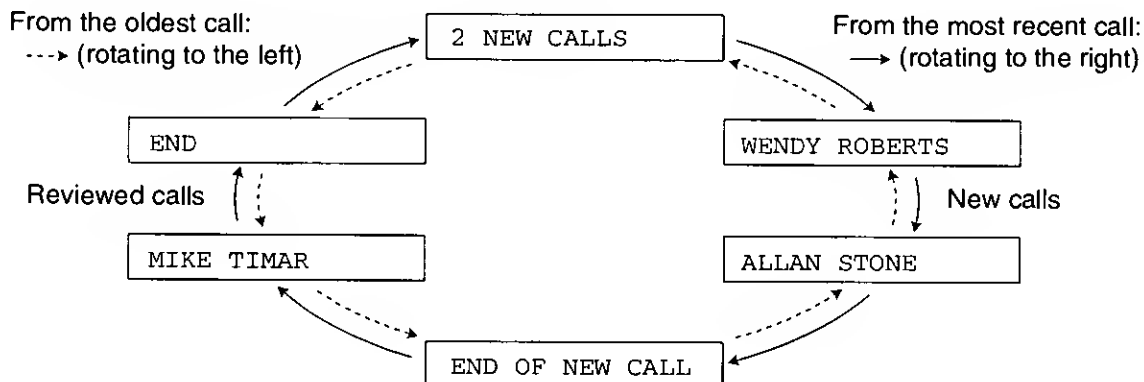 From the oldest call:
(rotating to the left)
2 NEW CALLS
From the most recent call:
(rotating to the right)
END
WENDY ROBERTS
Reviewed calls
New calls
MIKE TIMAR
ALLAN STONE
END OF NEW CALL